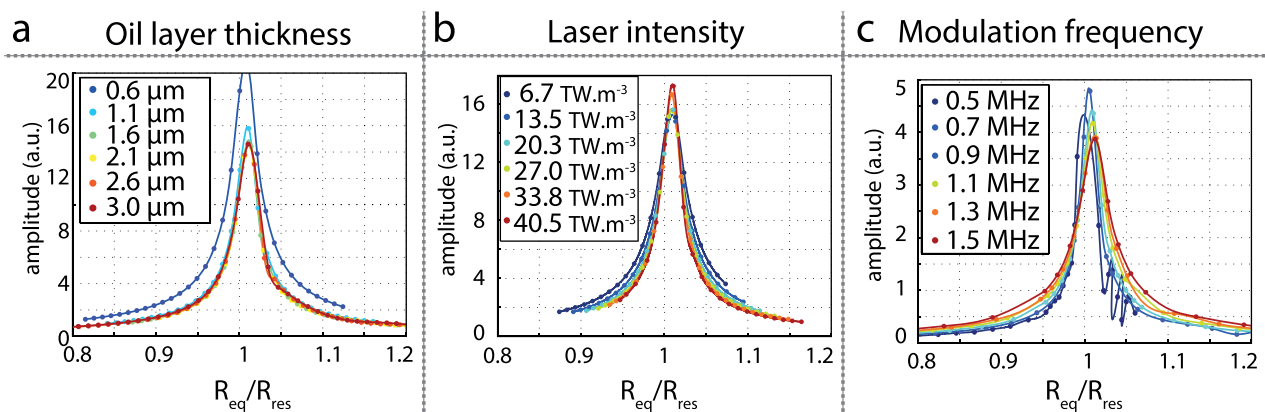 a
Oil layer thickness
amplitude (a.u.)
20
16
12
8
4
0
0.6 µm
1.1 µm
1.6 µm
2.1 µm
2.6 µm
3.0 µm
0.8
0.9
1
1.1
1.2
Req/Rres
b
Laser intensity
amplitude (a.u.)
16
12
8
4
0
6.7 TW.m-3
13.5 TW.m-3
20.3 TW.m-3
27.0 TW.m-3
33.8 TW.m-3
40.5 TW.m-3
0.8
0.9
1
1.1
1.2
Req/Rres
c
Modulation frequency
amplitude (a.u.)
5
4
3
2
1
0
0.5 MHz
0.7 MHz
0.9 MHz
1.1 MHz
1.3 MHz
1.5 MHz
0.8
0.9
1
1.1
1.2
Req/Rres